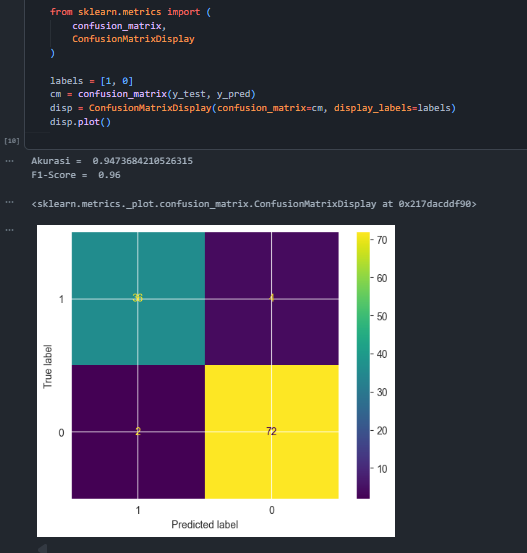 from sklearn.metrics import (
    confusion_matrix,
    ConfusionMatrixDisplay
)
labels = [1, 0]
cm = confusion_matrix(y_test, y_pred)
disp = ConfusionMatrixDisplay(confusion_matrix=cm, display_labels=labels)
disp.plot()
[10]
Akurasi =  0.9473684210526315
F1-Score =  0.96
<sklearn.metrics._plot.confusion_matrix.ConfusionMatrixDisplay at 0x217dacddf90>
70
60
50
40
30
20
10
True label
1
36
4
0
2
72
1
0
Predicted label